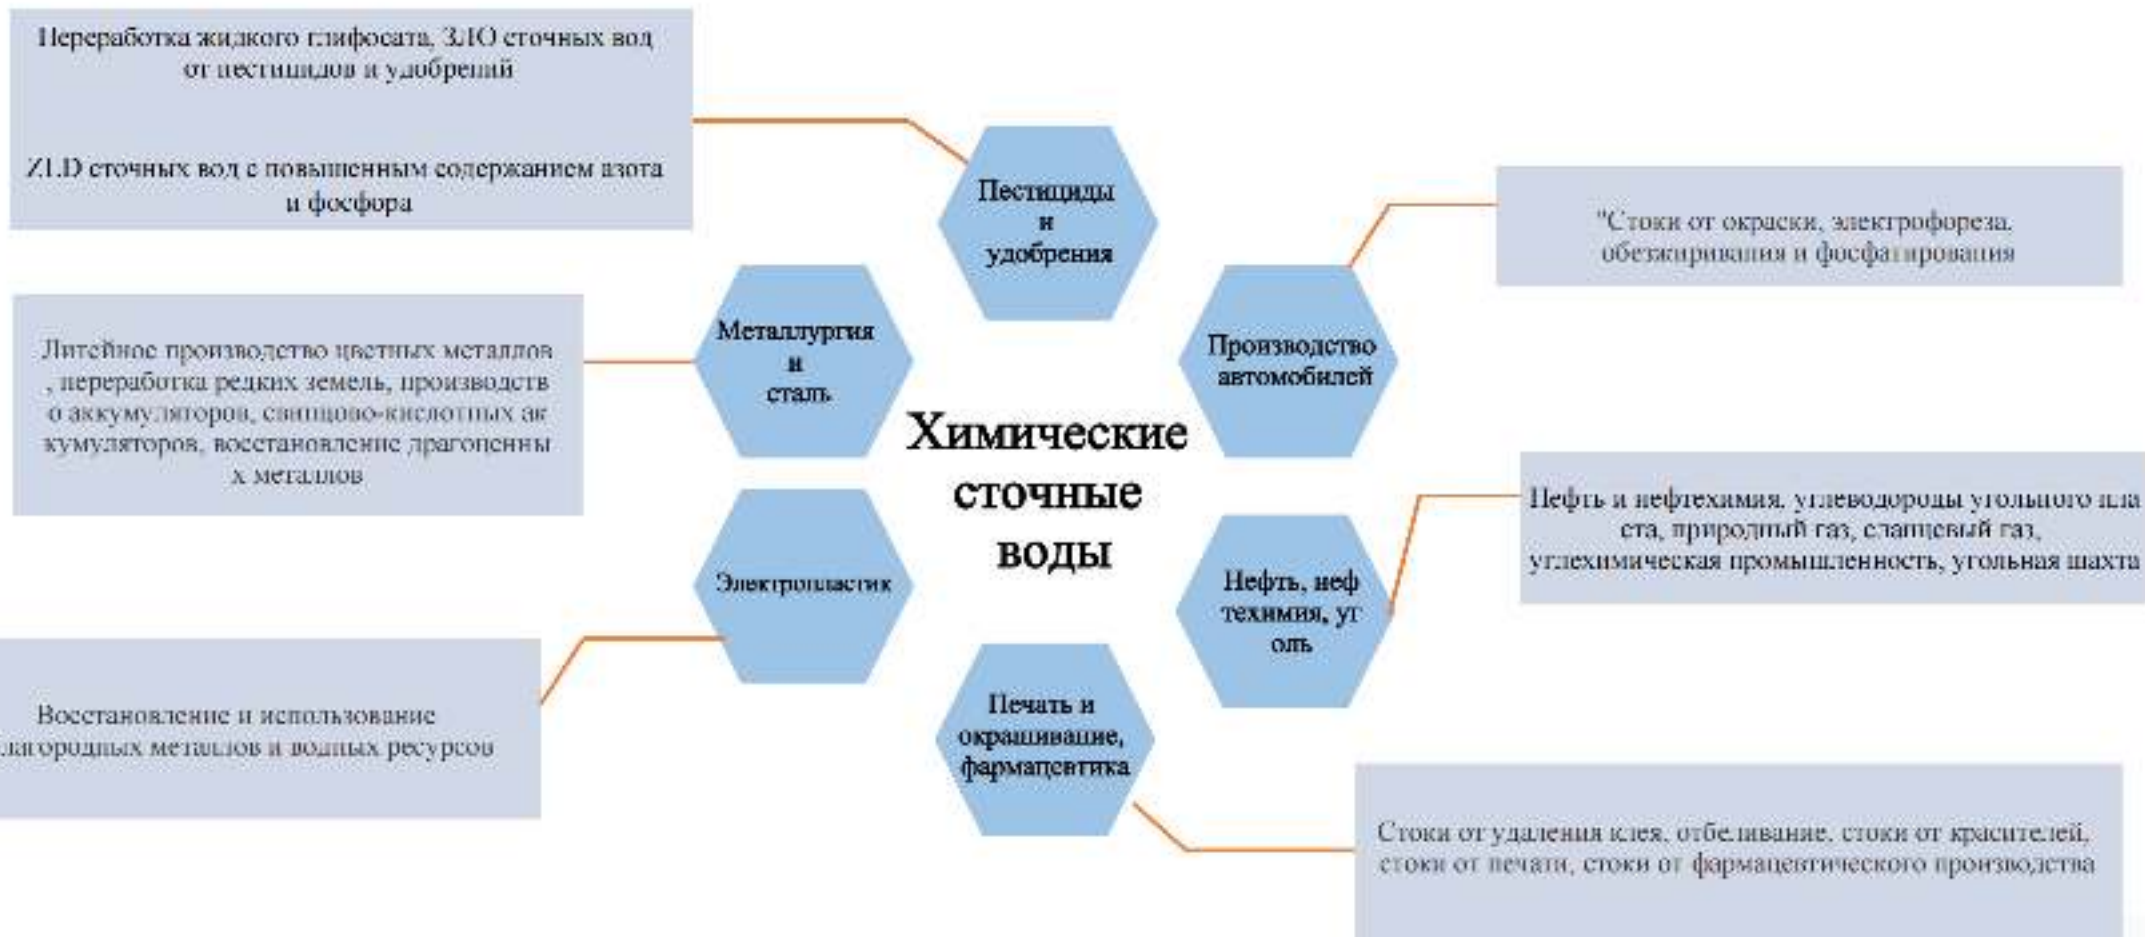 Переработка жидкого глифосата, ЗЛО сточных вод
от пестицидов и удобрений
ZLD сточных вод с повышенным содержанием азота
и фосфора
Пестициды
и
удобрения
"Стоки от окраски, электрофореза,
обезжиривания и фосфатирования
Производство
автомобилей
Металлургия
и
сталь
Литейное производство цветных металлов
, переработка редких земель, производств
о аккумуляторов, свинцово-кислотных ак
кумуляторов, восстановление драгоценны
х металлов
Химические
сточные
воды
Нефть и нефтехимия, углеводороды угольного пла
ста, природный газ, сланцевый газ,
углехимическая промышленность, угольная шахта
Нефть, неф
техимия, уг
оль
Электропластик
Восстановление и использование
лагородных металлов и водных ресурсов
Печать и
окрашивание,
фармацевтика
Стоки от удаления клея, отбеливание, стоки от красителей,
стоки от печати, стоки от фармацевтического производства